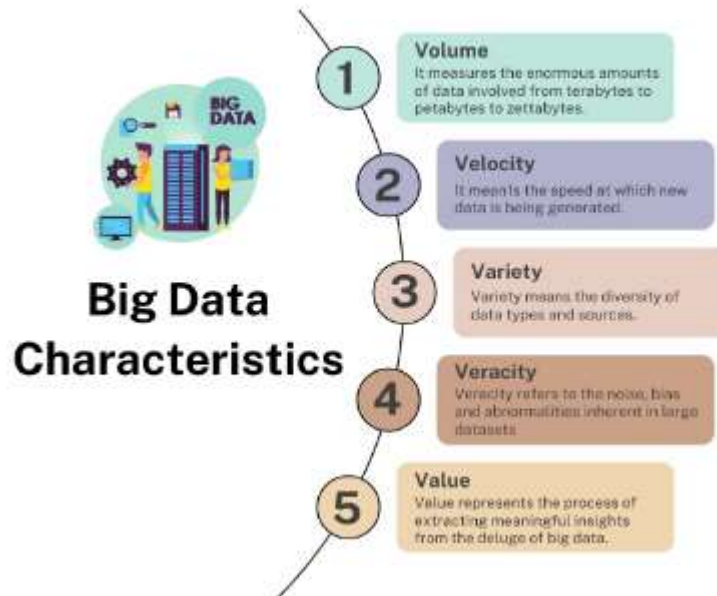 BIG
DATA
Big Data
Characteristics
1
Volume
It measures the enormous amounts
of data involved from terabytes to
petabytes to zettabytes.
2
Velocity
It meants the speed at which new
data is being generated.
3
Variety
Variety means the diversity of
data types and sources.
4
Veracity
Veracity refers to the noise, bias
and abnormalities inherent in large
datasets
5
Value
Value represents the process of
extracting meaningful insights
from the deluge of big data.